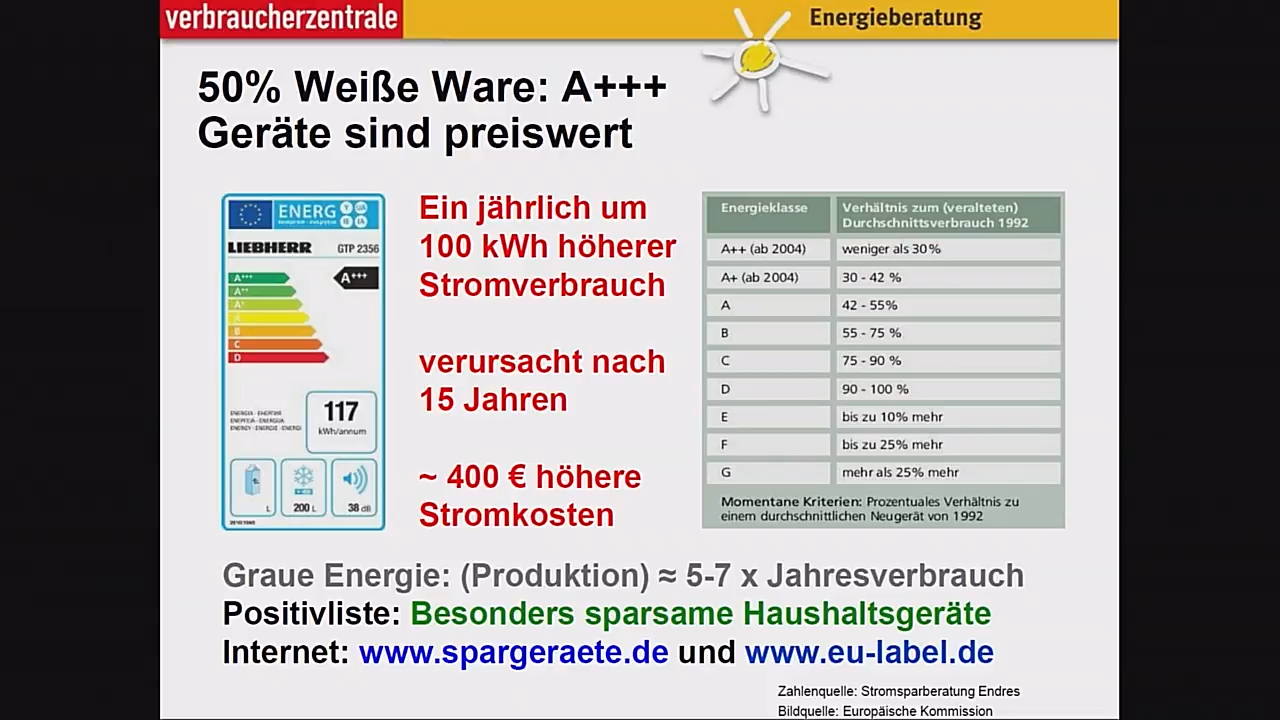 verbraucherzentrale
Energieberatung
50% Weiße Ware: A+++
Geräte sind preiswert
ENERG
Y IJA
IE IA
LIEBHERR GTP 2356
A+++
A++
A+
A
B
C
D
A+++
117
kWh/annum
L
200 L
38 dB
Ein jährlich um
100 kWh höherer
Stromverbrauch
verursacht nach
15 Jahren
~ 400 € höhere
Stromkosten
Energieklasse Verhältnis zum (veralteten)
Durchschnittsverbrauch 1992
A++ (ab 2004) weniger als 30%
A+ (ab 2004) 30 - 42 %
A 42 - 55%
B 55 - 75 %
C 75 - 90 %
D 90 - 100 %
E bis zu 10% mehr
F bis zu 25% mehr
G mehr als 25% mehr
Momentane Kriterien: Prozentuales Verhältnis zu
einem durchschnittlichen Neugerät von 1992
Graue Energie: (Produktion) ≈ 5-7 x Jahresverbrauch
Positivliste: Besonders sparsame Haushaltsgeräte
Internet: www.spargeraete.de und www.eu-label.de
Zahlenquelle: Stromsparberatung Endres
Bildquelle: Europäische Kommission